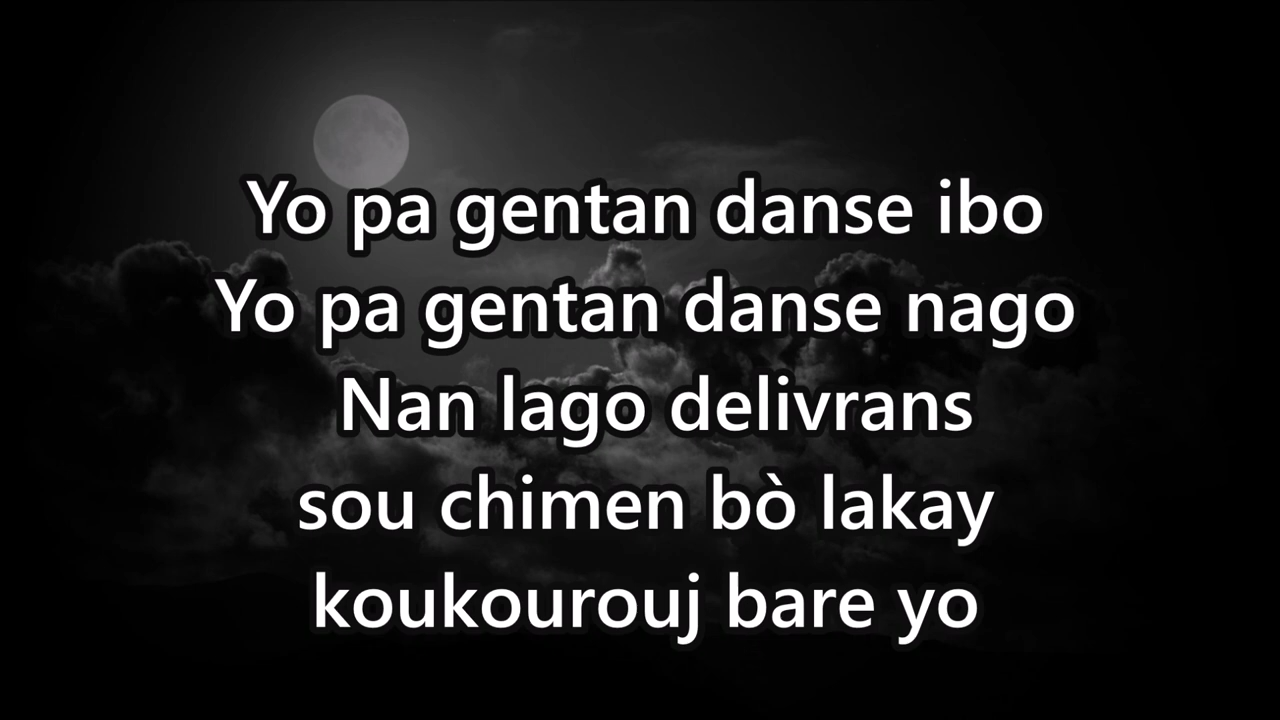 Yo pa gentan danse ibo
Yo pa gentan danse nago
Nan lago delivrans
sou chimen bò lakay
koukourouj bare yo